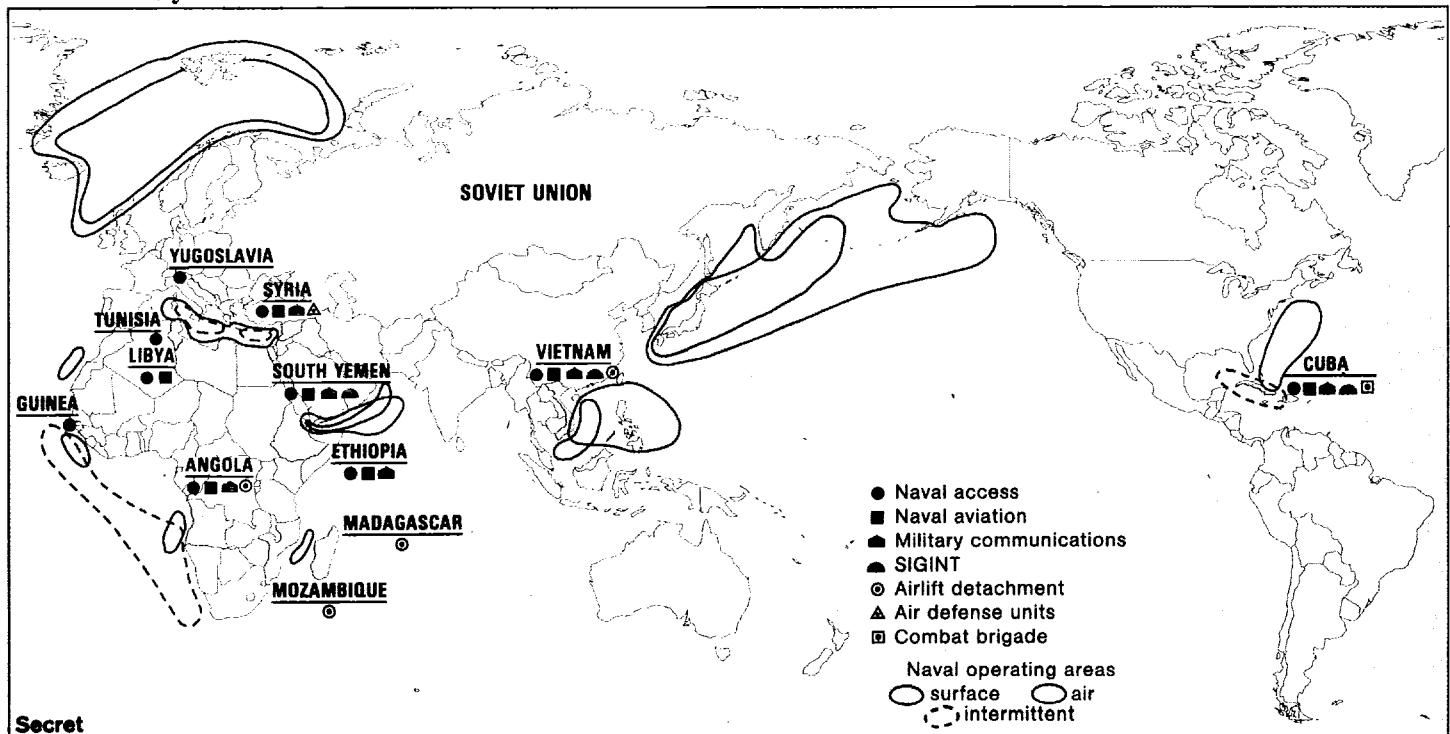 SOVIET UNION
YUGOSLAVIA
SYRIA
TUNISIA
LIBYA
SOUTH YEMEN
VIETNAM
CUBA
GUINEA
ETHIOPIA
ANGOLA
MADAGASCAR
MOZAMBIQUE
Naval access
Naval aviation
Military communications
SIGINT
Airlift detachment
Air defense units
Combat brigade
Naval operating areas
surface air
intermittent
Secret